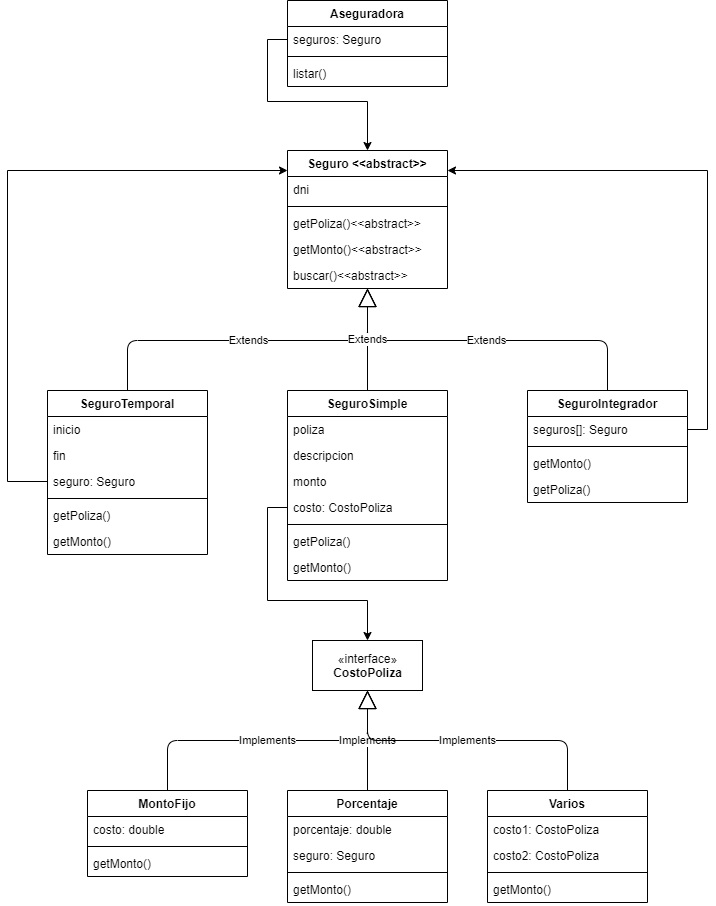 Aseguradora
seguros: Seguro
listar()
Seguro <<abstract>>
dni
getPoliza()<<abstract>>
getMonto()<<abstract>>
buscar()<<abstract>>
Extends
Extends
Extends
SeguroTemporal
inicio
fin
seguro: Seguro
getPoliza()
getMonto()
SeguroSimple
poliza
descripcion
monto
costo: CostoPoliza
getPoliza()
getMonto()
SeguroIntegrador
seguros[]: Seguro
getMonto()
getPoliza()
«interface»
CostoPoliza
Implements
Implements
Implements
MontoFijo
costo: double
getMonto()
Porcentaje
porcentaje: double
seguro: Seguro
getMonto()
Varios
costo1: CostoPoliza
costo2: CostoPoliza
getMonto()